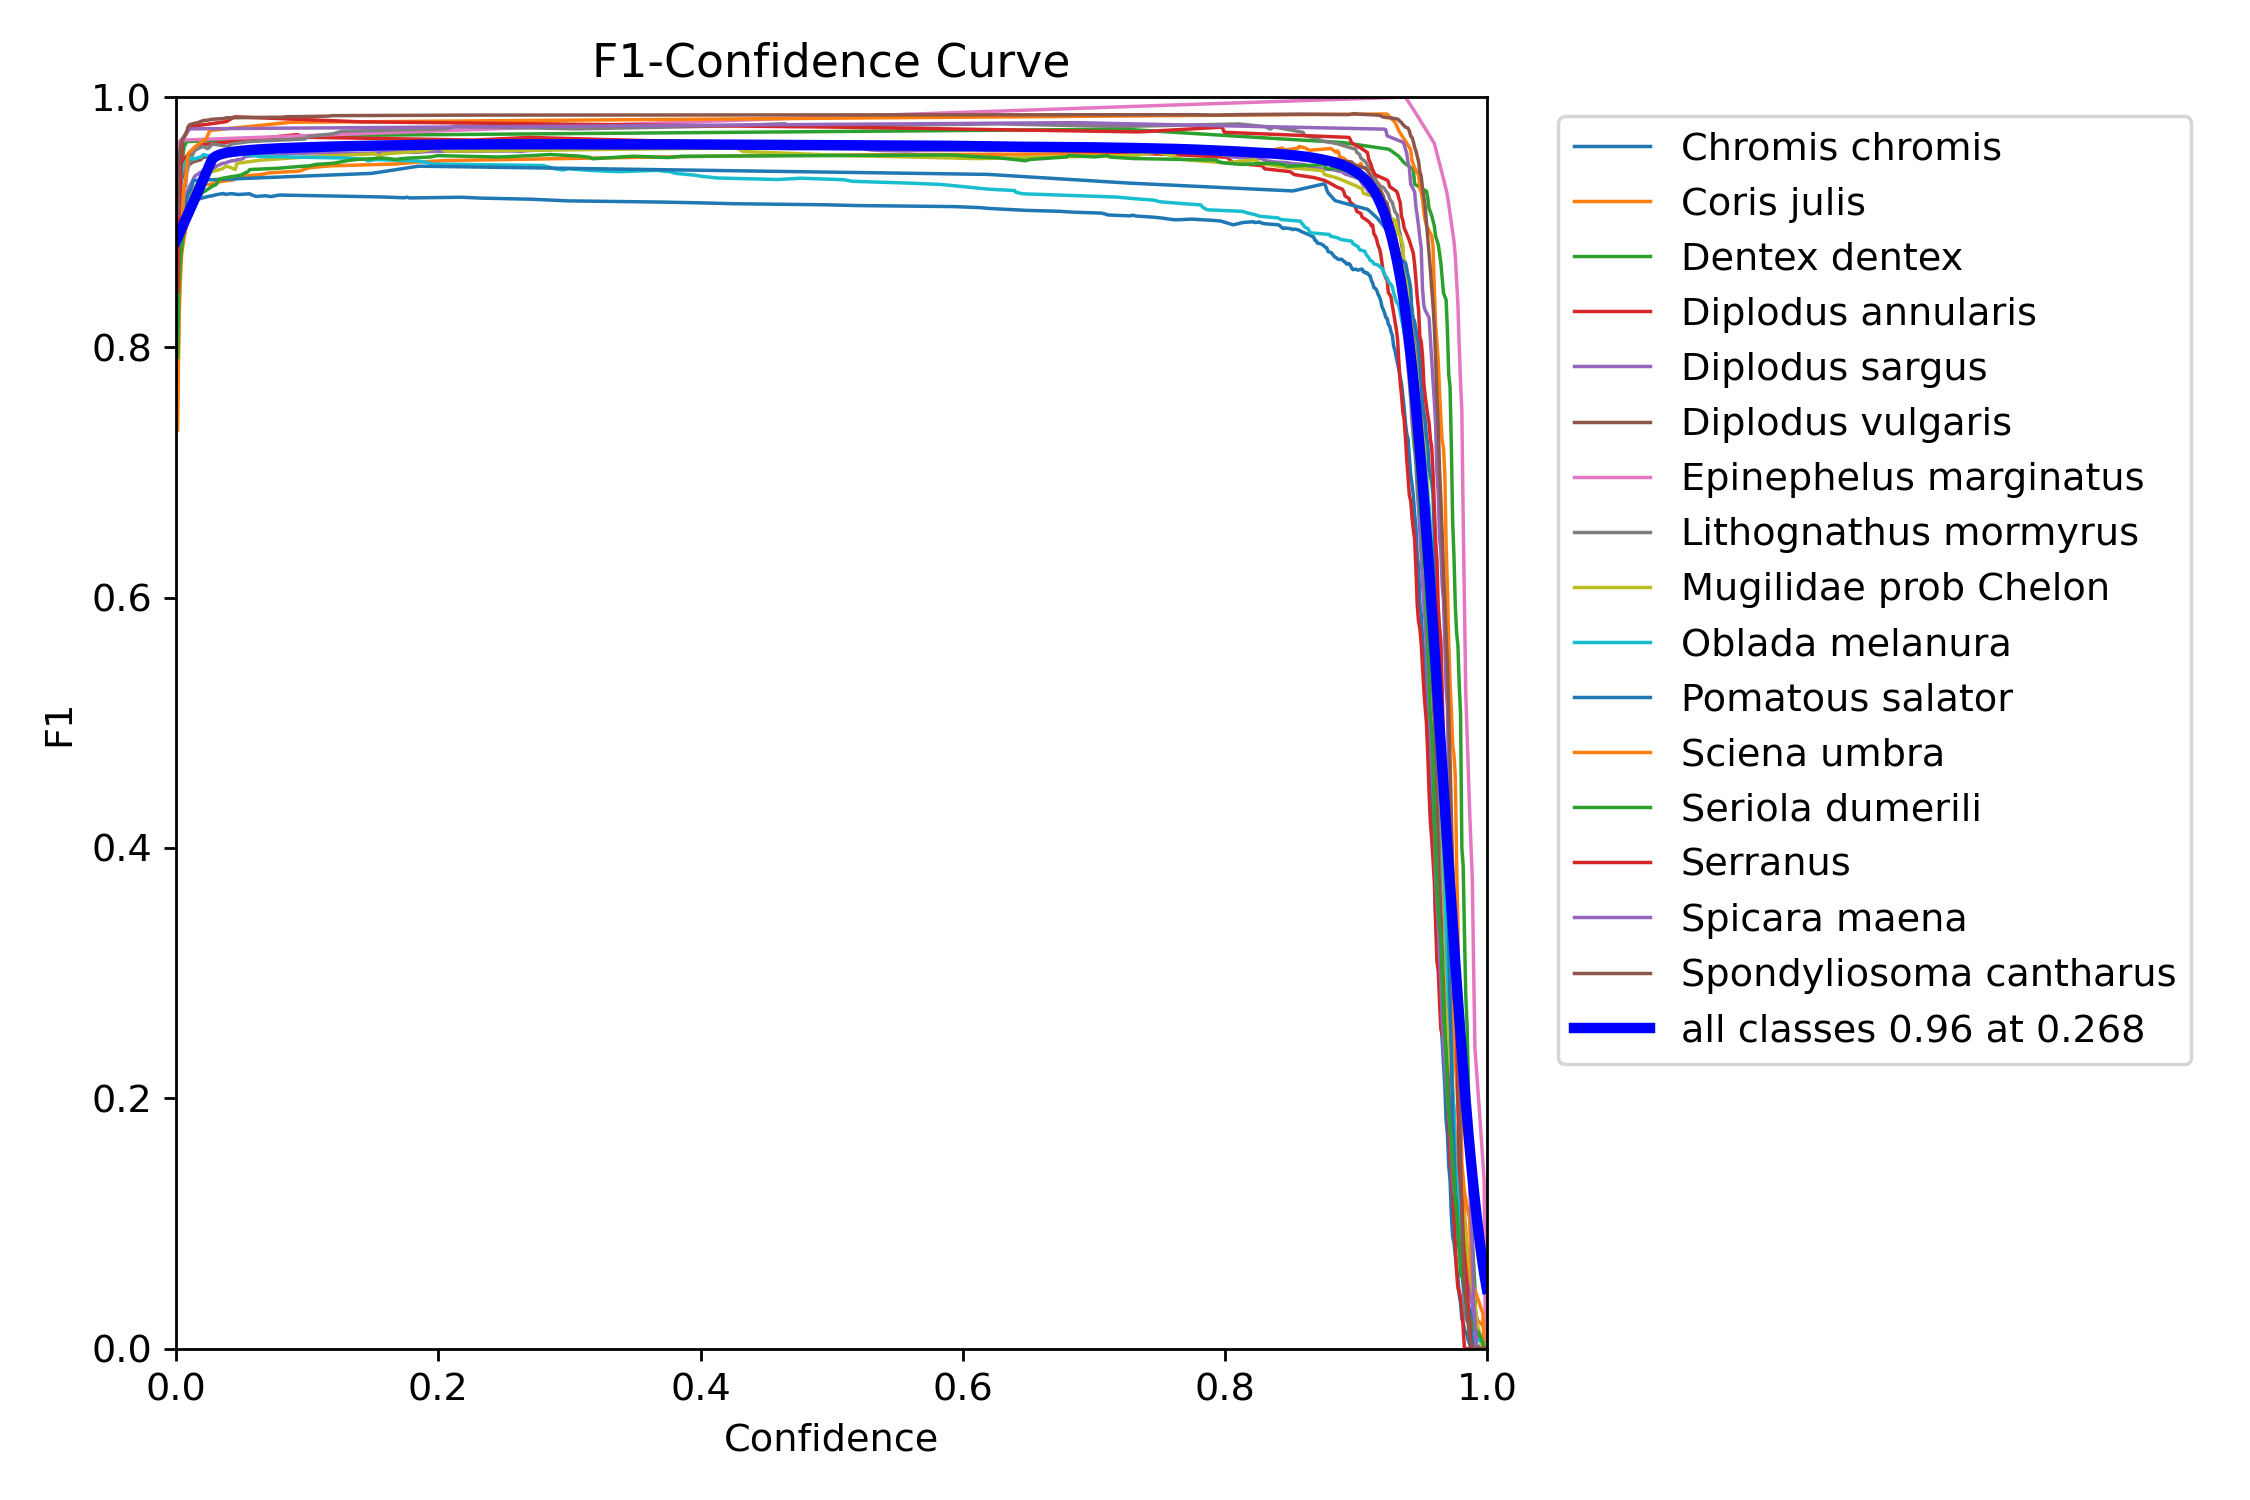 F1-Confidence Curve
1.0
0.8
0.6
0.4
0.2
0.0
F1
0.0 0.2 0.4 0.6 0.8 1.0
Confidence
Chromis chromis
Coris julis
Dentex dentex
Diplodus annularis
Diplodus sargus
Diplodus vulgaris
Epinephelus marginatus
Lithognathus mormyrus
Mugilidae prob Chelon
Oblada melanura
Pomatous salator
Sciena umbra
Seriola dumerili
Serranus
Spicara maena
Spondyliosoma cantharus
all classes 0.96 at 0.268